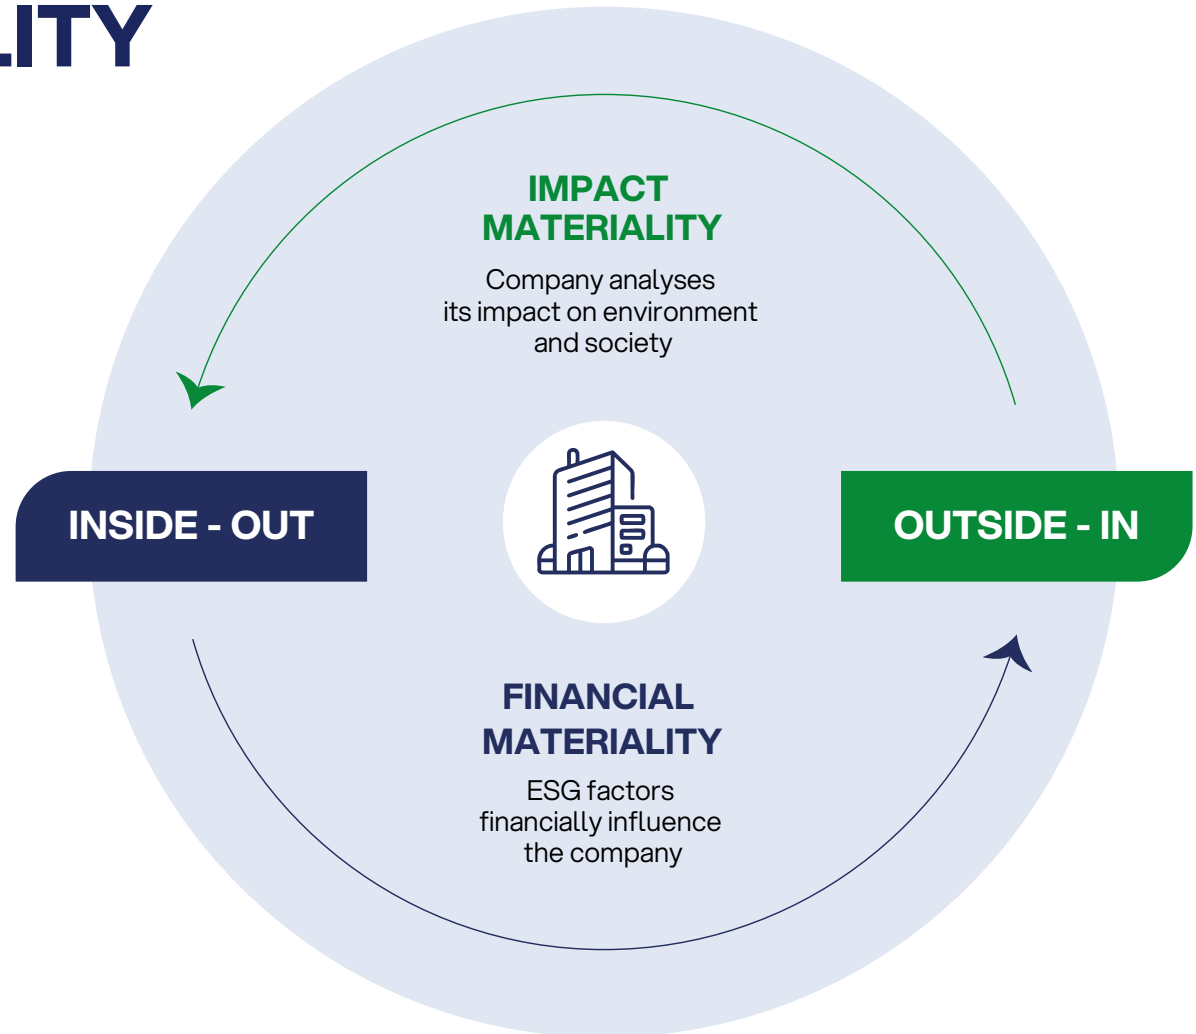 LITY
IMPACT
MATERIALITY
Company analyses
its impact on environment
and society
INSIDE - OUT
OUTSIDE - IN
FINANCIAL
MATERIALITY
ESG factors
financially influence
the company